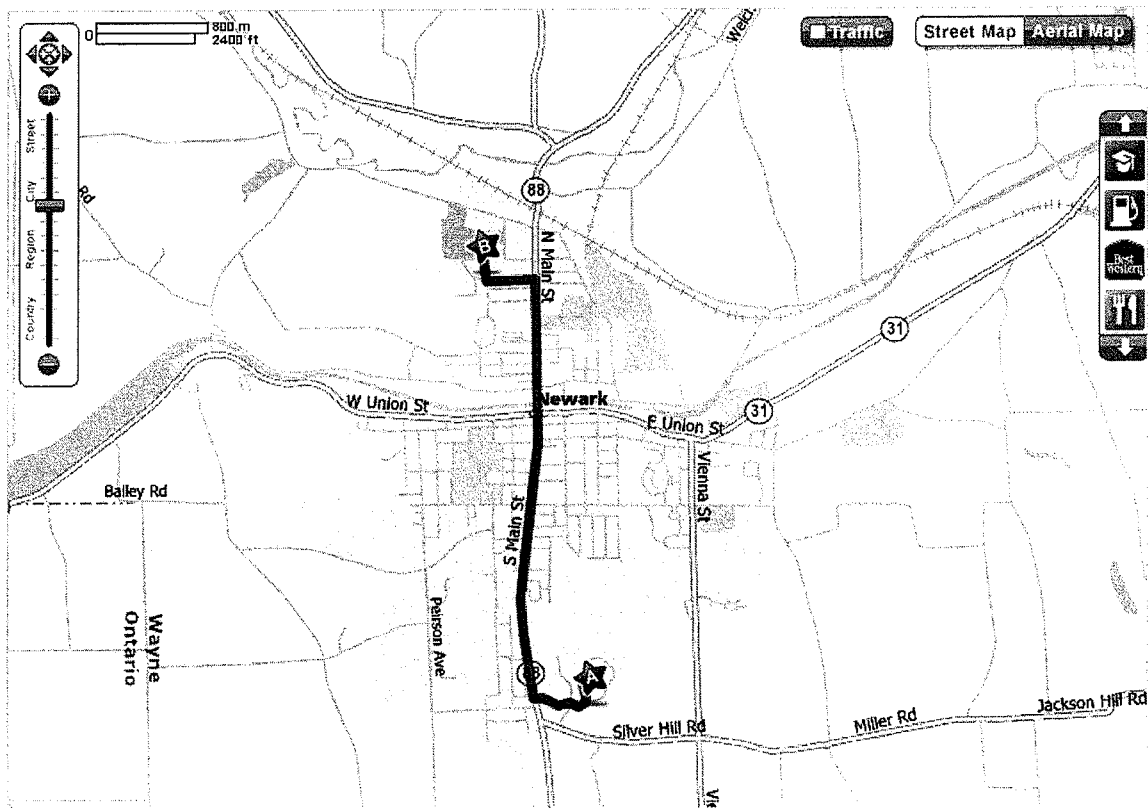 0
800 m
2400 ft
Traffic
Street Map
Aerial Map
Street
City
Region
Country
Rd
88
B
N Main St
Best Western
31
31
W Union St
Newark
E Union St
Vienna St
Bailey Rd
S Main St
Peirson Ave
Wayne
Ontario
A
Silver Hill Rd
Miller Rd
Jackson Hill Rd